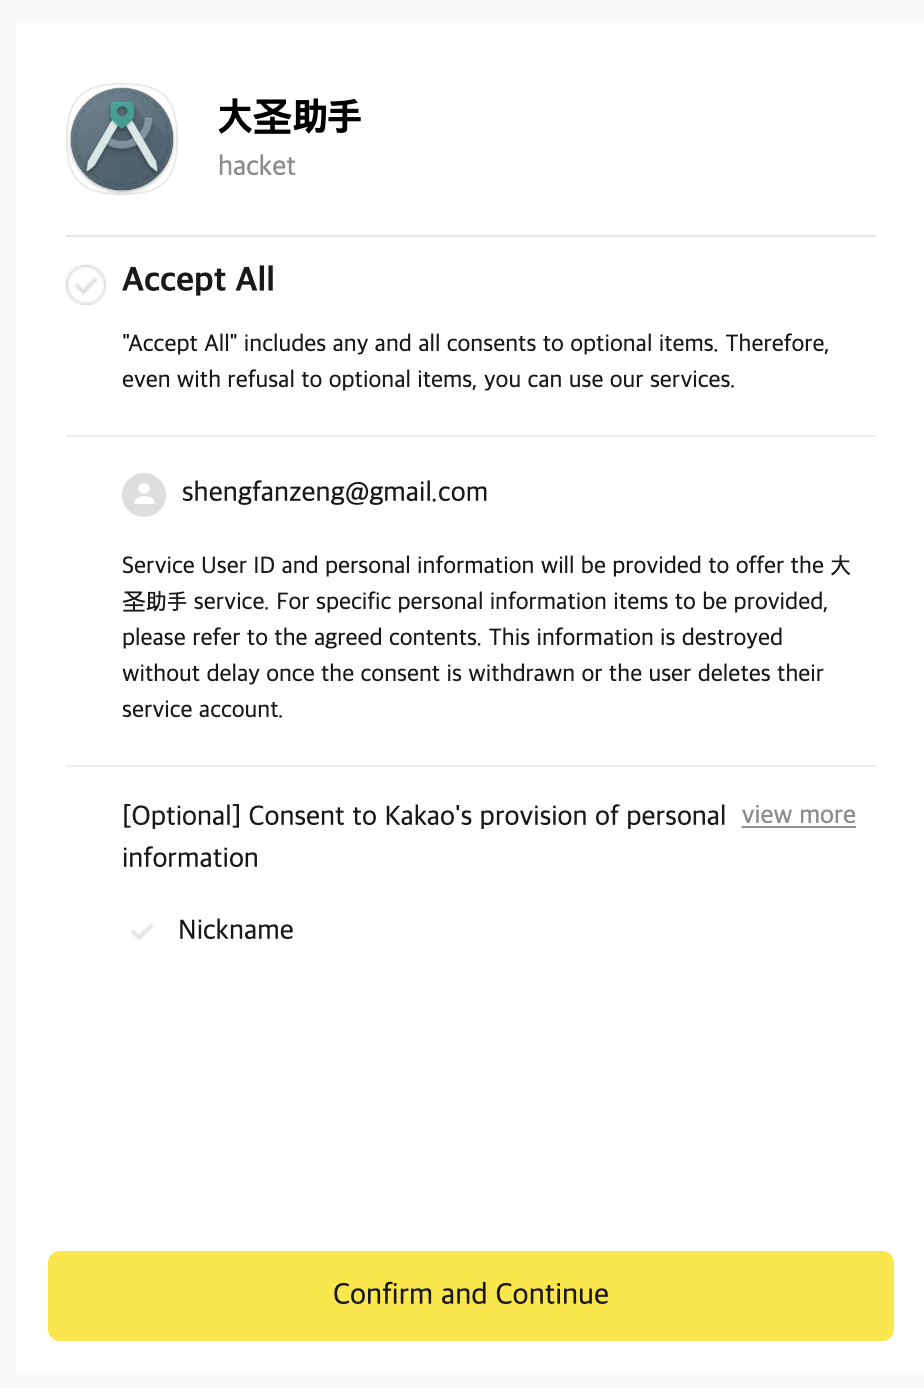 大圣助手
hacket
Accept All
"Accept All" includes any and all consents to optional items. Therefore,
even with refusal to optional items, you can use our services.
shengfanzeng@gmail.com
Service User ID and personal information will be provided to offer the 大
圣助手 service. For specific personal information items to be provided,
please refer to the agreed contents. This information is destroyed
without delay once the consent is withdrawn or the user deletes their
service account.
[Optional] Consent to Kakao's provision of personal view more
information
Nickname
Confirm and Continue